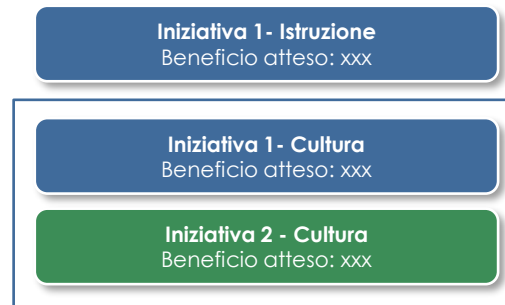 Iniziativa 1- Istruzione
Beneficio atteso: xxx
Iniziativa 1- Cultura
Beneficio atteso: xxx
Iniziativa 2 - Cultura
Beneficio atteso: xxx